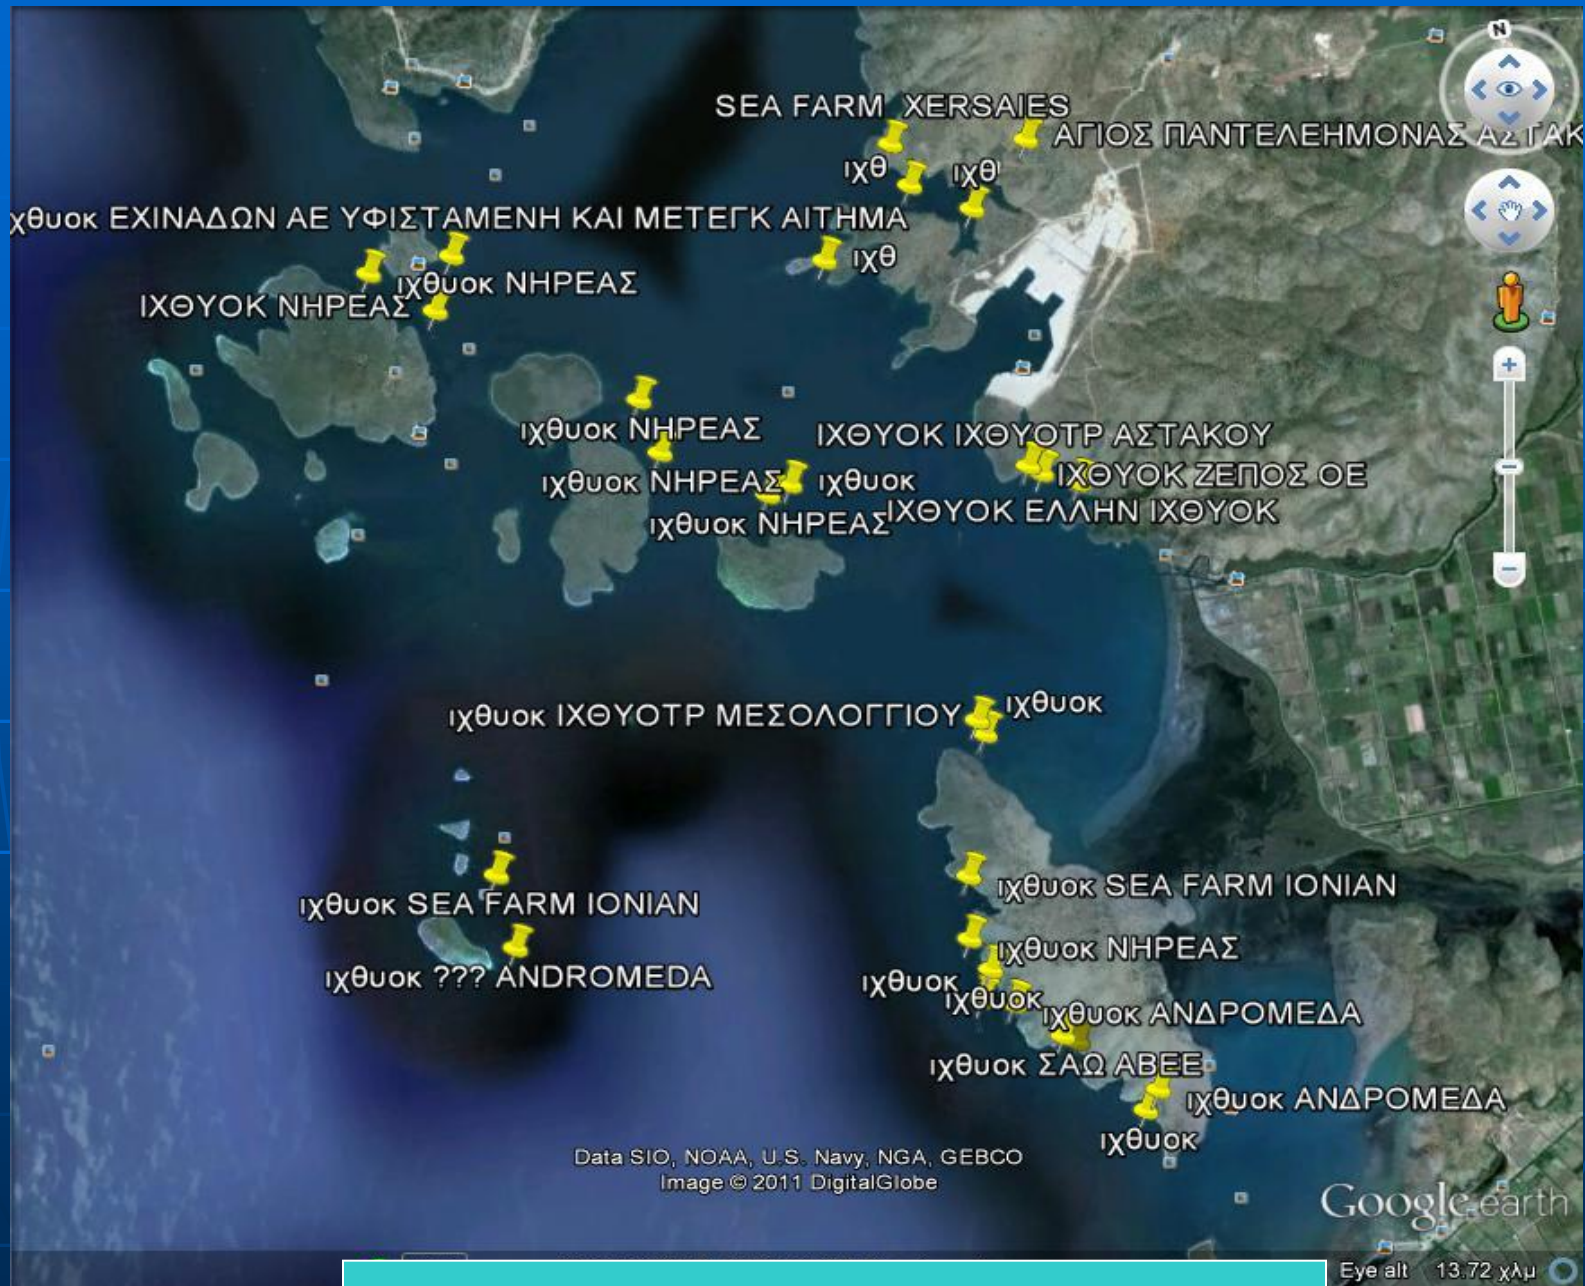 N
SEA FARM XERSAIES
ΑΓΙΟΣ ΠΑΝΤΕΛΕΗΜΟΝΑΣ ΑΣΤΑΚ
ιχθ
ιχθ
χθυοκ ΕΧΙΝΑΔΩΝ ΑΕ ΥΦΙΣΤΑΜΕΝΗ ΚΑΙ ΜΕΤΕΓΚ ΑΙΤΗΜΑ
ιχθ
ιχθυοκ ΝΗΡΕΑΣ
ΙΧΘΥΟΚ ΝΗΡΕΑΣ
ιχθυοκ ΝΗΡΕΑΣ
ΙΧΘΥΟΚ ΙΧΘΥΟΤΡ ΑΣΤΑΚΟΥ
ιχθυοκ ΝΗΡΕΑΣ
ιχθυοκ
ΙΧΘΥΟΚ ΖΕΠΟΣ ΟΕ
ιχθυοκ ΝΗΡΕΑΣ
ΙΧΘΥΟΚ ΕΛΛΗΝ ΙΧΘΥΟΚ
ιχθυοκ ΙΧΘΥΟΤΡ ΜΕΣΟΛΟΓΓΙΟΥ
ιχθυοκ
ιχθυοκ SEA FARM IONIAN
ιχθυοκ SEA FARM IONIAN
ιχθυοκ ΝΗΡΕΑΣ
ιχθυοκ ??? ANDROMEDA
ιχθυοκ
ιχθυοκ
ιχθυοκ ΑΝΔΡΟΜΕΔΑ
ιχθυοκ ΣΑΩ ΑΒΕΕ
ιχθυοκ ΑΝΔΡΟΜΕΔΑ
ιχθυοκ
Data SIO, NOAA, U.S. Navy, NGA, GEBCO
Image © 2011 DigitalGlobe
Google earth
Eye alt 13.72 χλμ